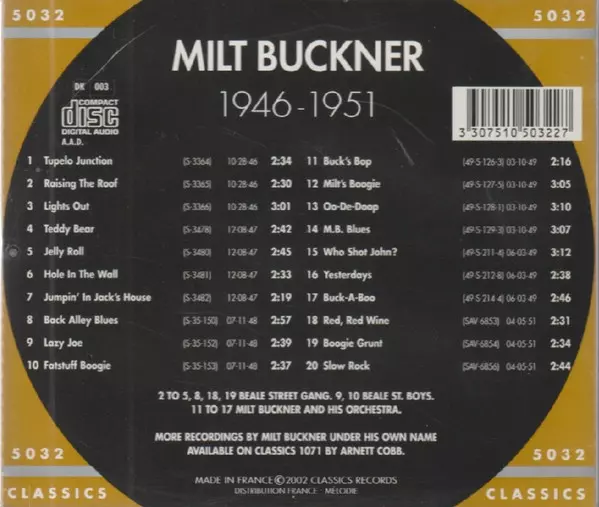 5032
5032
MILT BUCKNER
1946-1951
DK 003
COMPACT
disc
DIGITAL AUDIO
A.A.D.
3 307510 503227
1 Tupelo Junction (S-3364) 10-28-46 2:34
2 Raising The Roof (S-3365) 10-28-46 2:30
3 Lights Out (S-3366) 10-28-46 3:01
4 Teddy Bear (S-3478) 12-08-47 2:42
5 Jelly Roll (S-3480) 12-08-47 2:45
6 Hole In The Wall (S-3481) 12-08-47 2:33
7 Jumpin' In Jack's House (S-3482) 12-08-47 2:19
8 Back Alley Blues (S-35-150) 07-11-48 2:57
9 Lazy Joe (S-35-152) 07-11-48 2:39
10 Fatstuff Boogie (S-35-153) 07-11-48 2:37
11 Buck's Bop (49-S-126-3) 03-10-49 2:16
12 Milt's Boogie (49-S-127-5) 03-10-49 3:05
13 Oo-De-Doop (49-S-128-1) 03-10-49 3:10
14 M.B. Blues (49-S-129-3) 03-10-49 3:07
15 Who Shot John? (49-S-211-4) 06-03-49 3:12
16 Yesterdays (49-S-212-8) 06-03-49 2:38
17 Buck-A-Boo (49-S-214-4) 06-03-49 2:46
18 Red, Red Wine (SAV-6853) 04-05-51 2:31
19 Boogie Grunt (SAV-6854) 04-05-51 2:34
20 Slow Rock (SAV-6856) 04-05-51 2:44
2 TO 5, 8, 18, 19 BEALE STREET GANG. 9, 10 BEALE ST. BOYS.
11 TO 17 MILT BUCKNER AND HIS ORCHESTRA.
MORE RECORDINGS BY MILT BUCKNER UNDER HIS OWN NAME
AVAILABLE ON CLASSICS 1071 BY ARNETT COBB.
MADE IN FRANCE Ⓒ 2002 CLASSICS RECORDS
DISTRIBUTION FRANCE - MELODIE
5032
CLASSICS
5032
CLASSICS